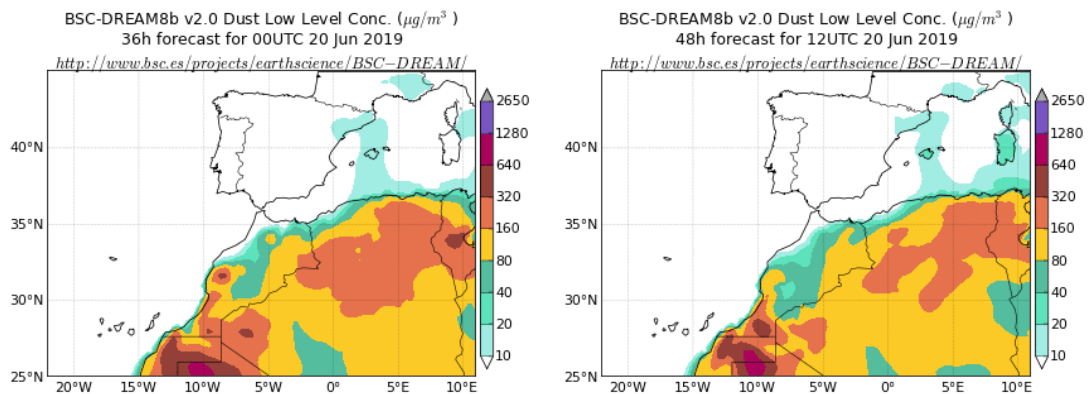 BSC-DREAM8b v2.0 Dust Low Level Conc. (μg/m³)
36h forecast for 00UTC 20 Jun 2019
http://www.bsc.es/projects/earthscience/BSC-DREAM/
40°N
35°N
30°N
25°N
20°W
15°W
10°W
5°W
0°
5°E
10°E
2650
1280
640
320
160
80
40
20
10
BSC-DREAM8b v2.0 Dust Low Level Conc. (μg/m³)
48h forecast for 12UTC 20 Jun 2019
http://www.bsc.es/projects/earthscience/BSC-DREAM/
40°N
35°N
30°N
25°N
20°W
15°W
10°W
5°W
0°
5°E
10°E
2650
1280
640
320
160
80
40
20
10